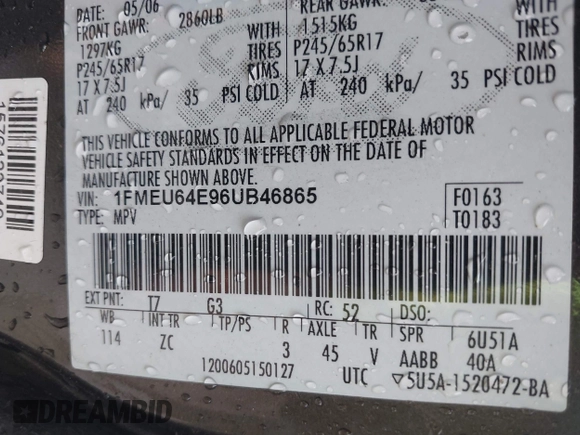 DATE: 05/06
FRONT GAWR: 2860LB REAR GAWR:
1297KG WITH 1515KG WITH
P245/65R17 TIRES P245/65R17 TIRES
17 X 7.5J RIMS 17 X 7.5J RIMS
AT 240 kPa/ 35 PSI COLD AT 240 kPa/ 35 PSI COLD
THIS VEHICLE CONFORMS TO ALL APPLICABLE FEDERAL MOTOR
VEHICLE SAFETY STANDARDS IN EFFECT ON THE DATE OF
MANUFACTURE SHOWN ABOVE.
VIN: 1FMEU64E96UB46865 F0163
TYPE: MPV T0183
EXT PNT: T7 G3 RC: 52 DSO:
WB INT TR TP/PS R AXLE TR SPR 6U51A
114 ZC 3 45 V AABB 40A
1200605150127 UTC ▽5U5A-1520472-BA
DREAMBID